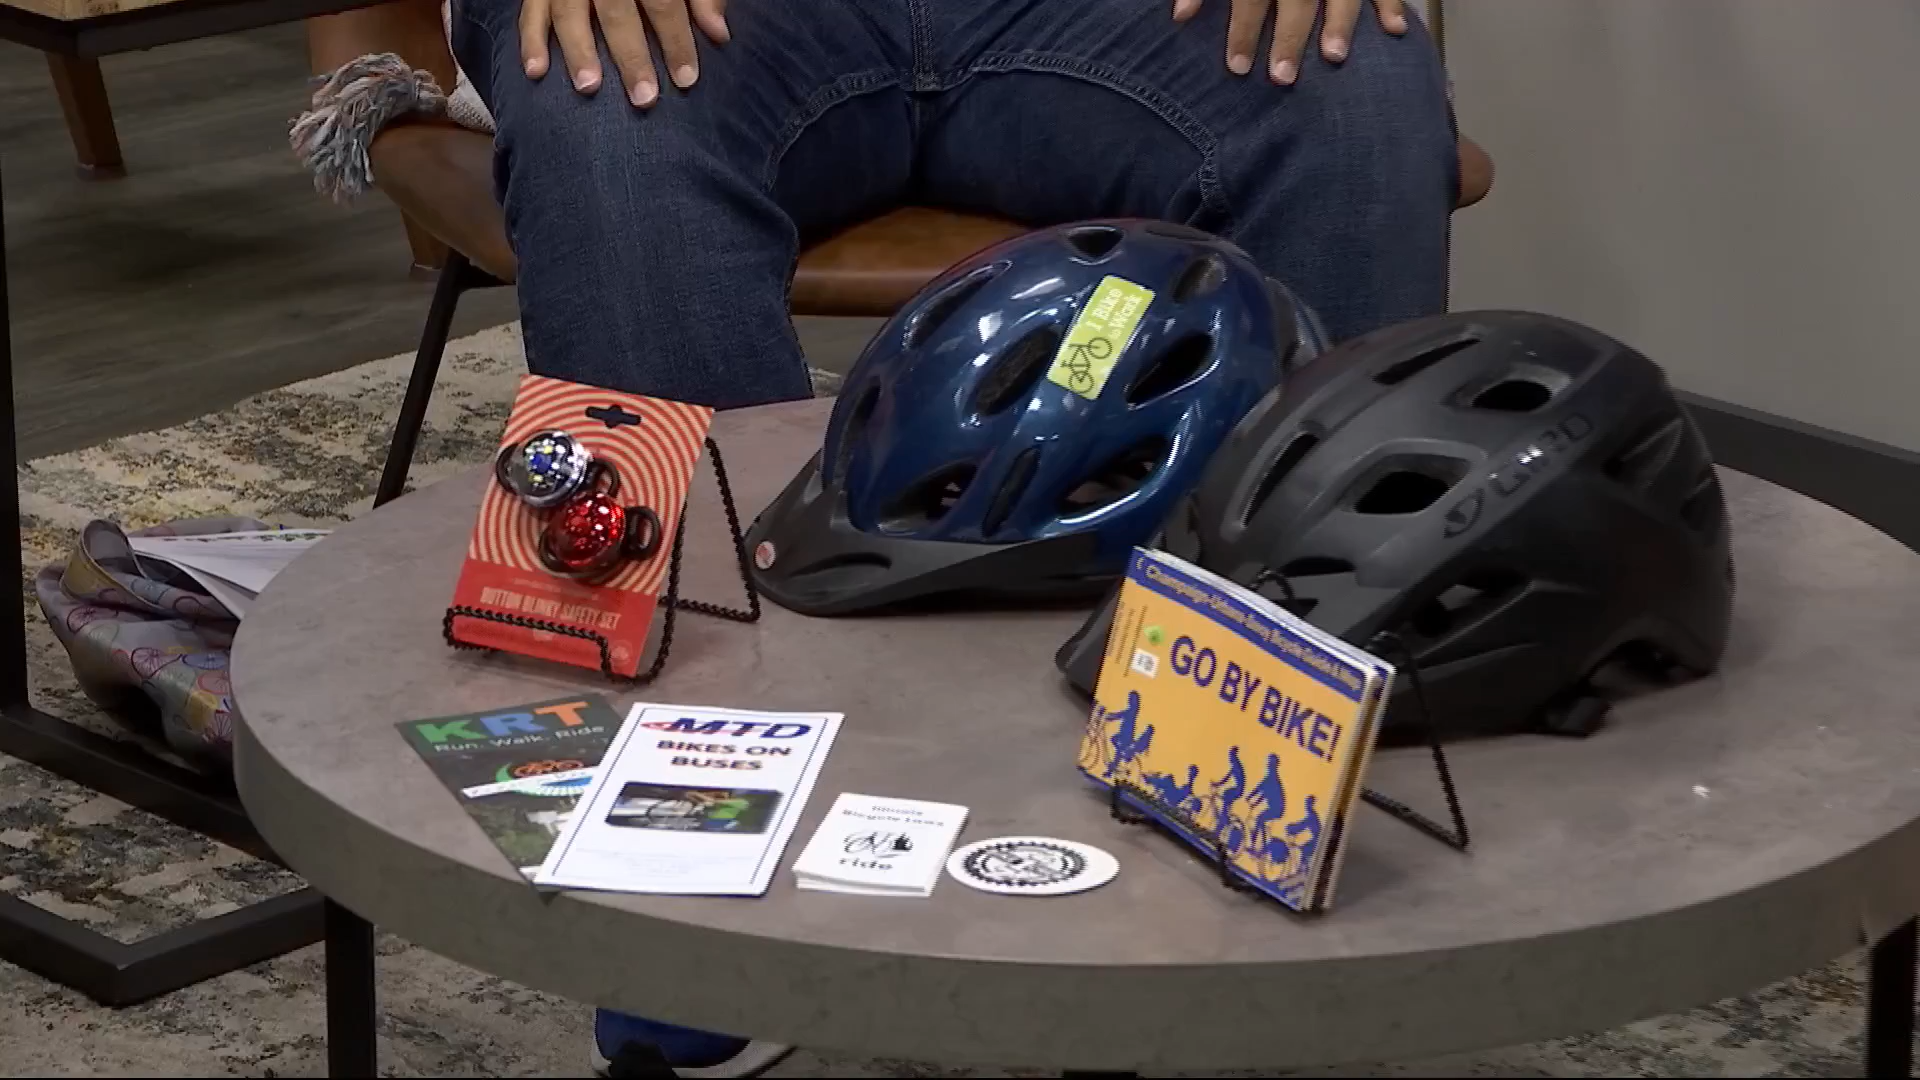 I Bike
to Work
GIRO
BUTTON BLINKY SAFETY SET
Champaign-Urbana-Savoy Bicycle Guide & Map
GO BY BIKE!
KRT
Run. Walk. Ride
MTD
BIKES ON
BUSES
Illinois
Bicycle Laws
ride